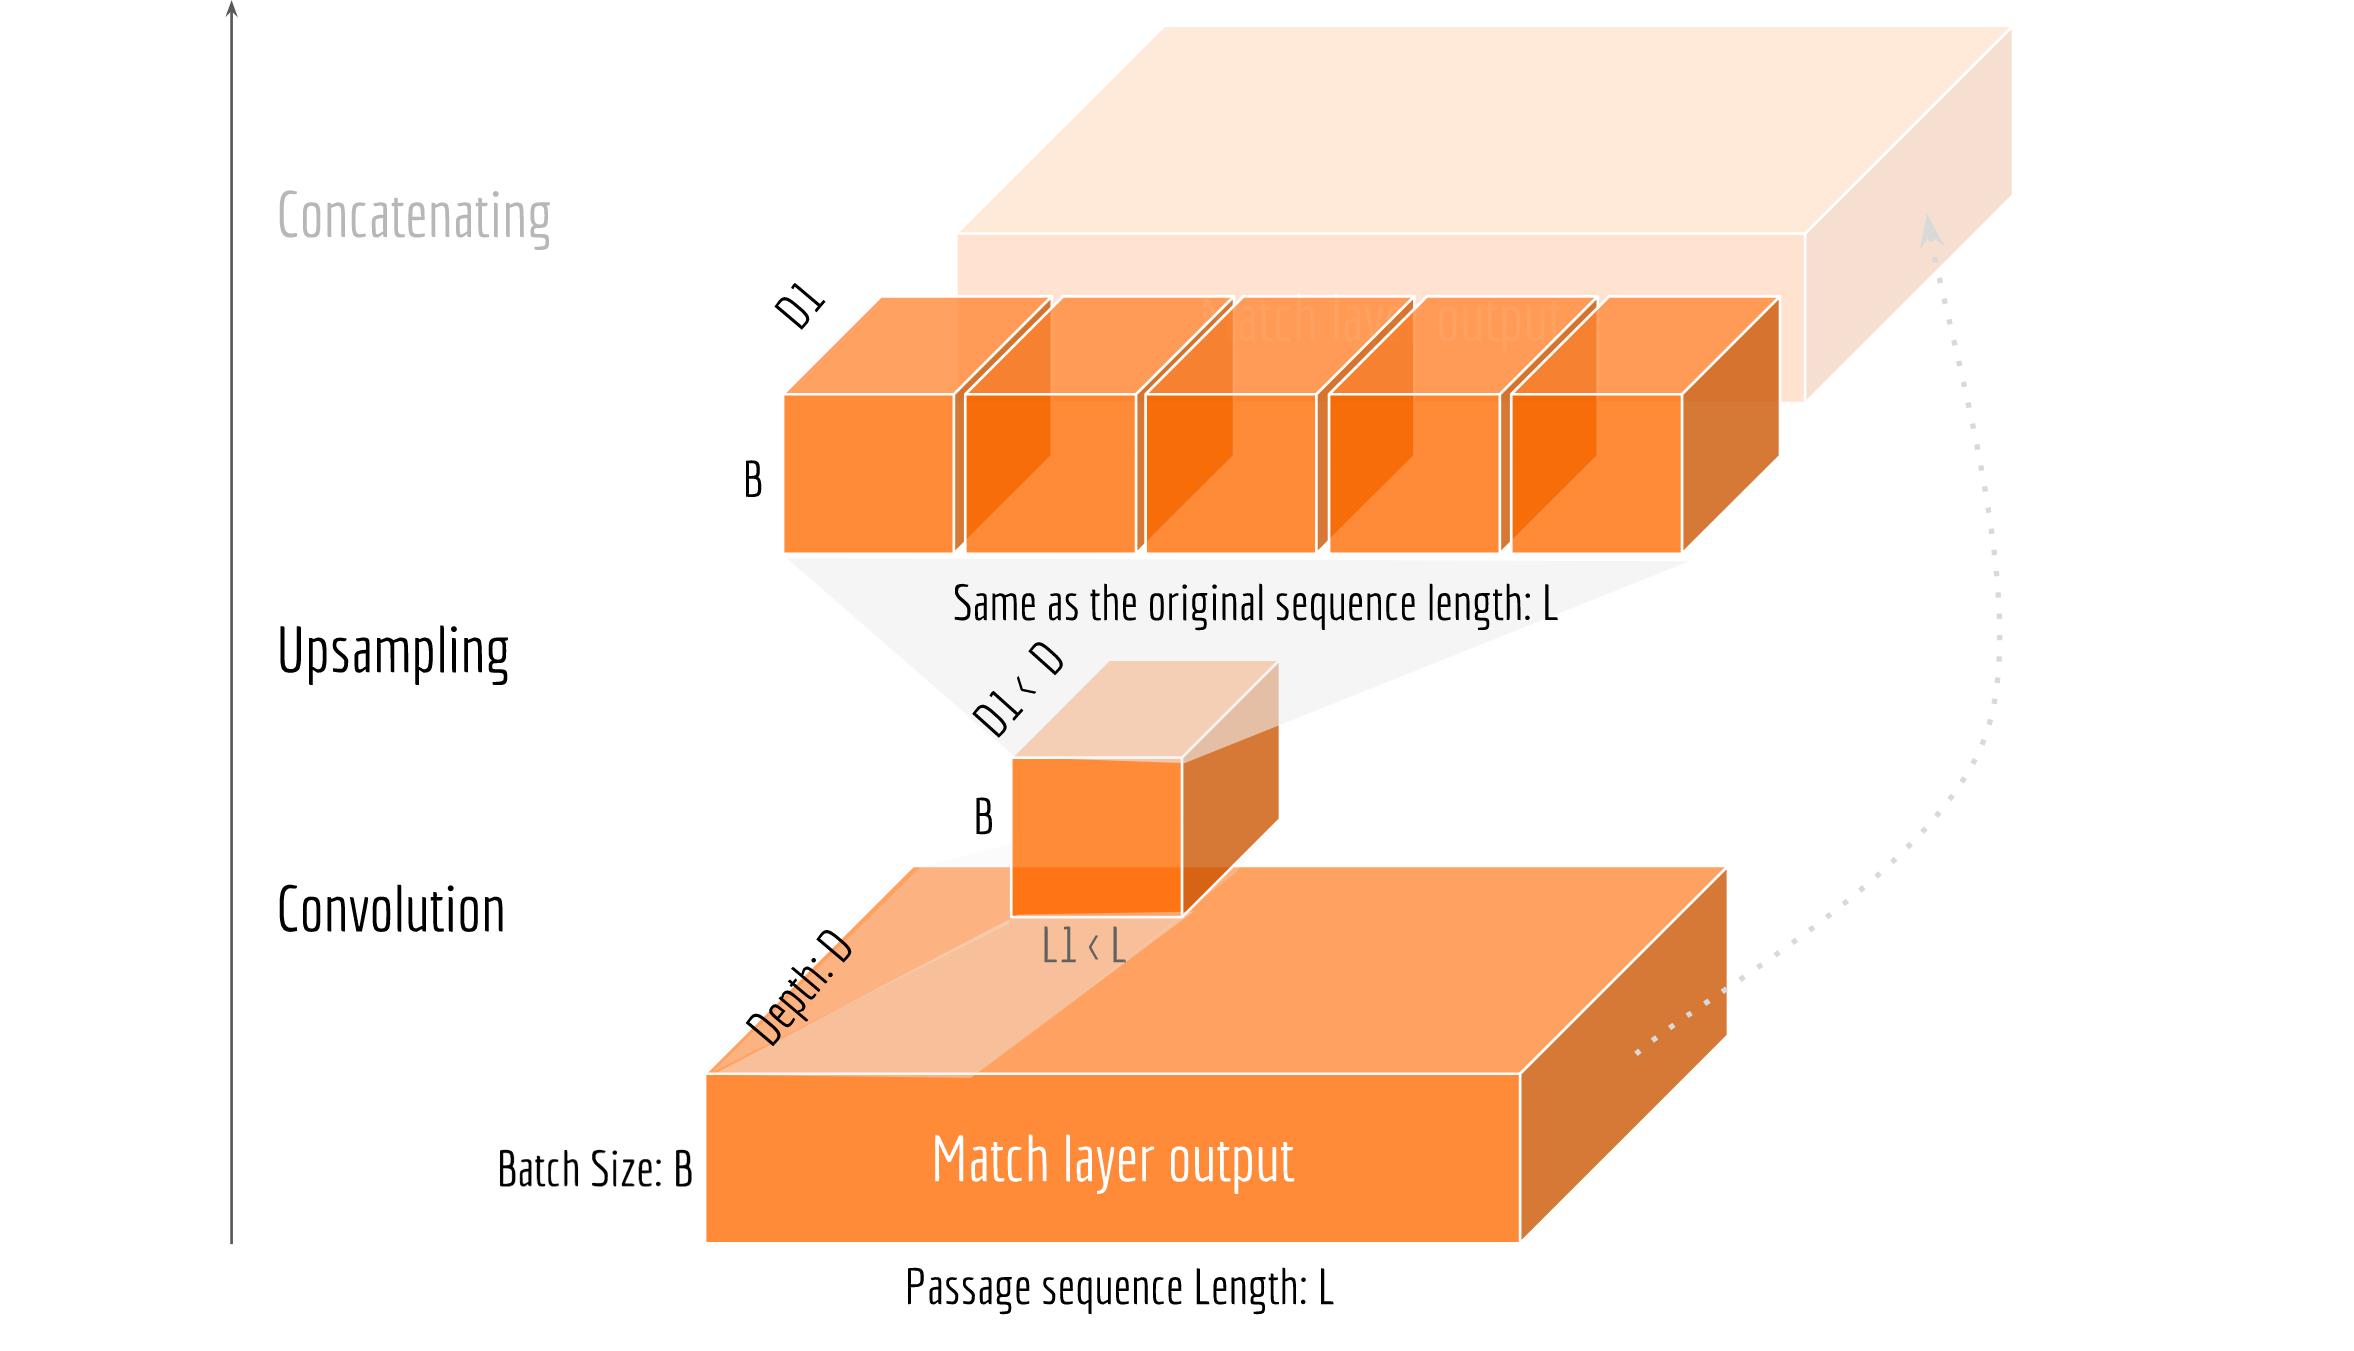 Concatenating
D1
Match layer output
B
Same as the original sequence length: L
Upsampling
D1 < D
B
Convolution
L1 < L
Depth: D
Match layer output
Batch Size: B
Passage sequence Length: L